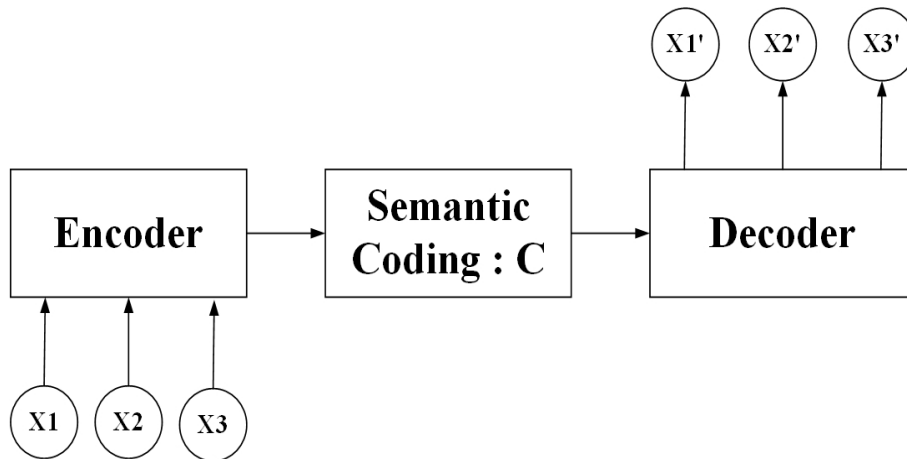 X1'
X2'
X3'
Encoder
Semantic
Coding : C
Decoder
X1
X2
X3